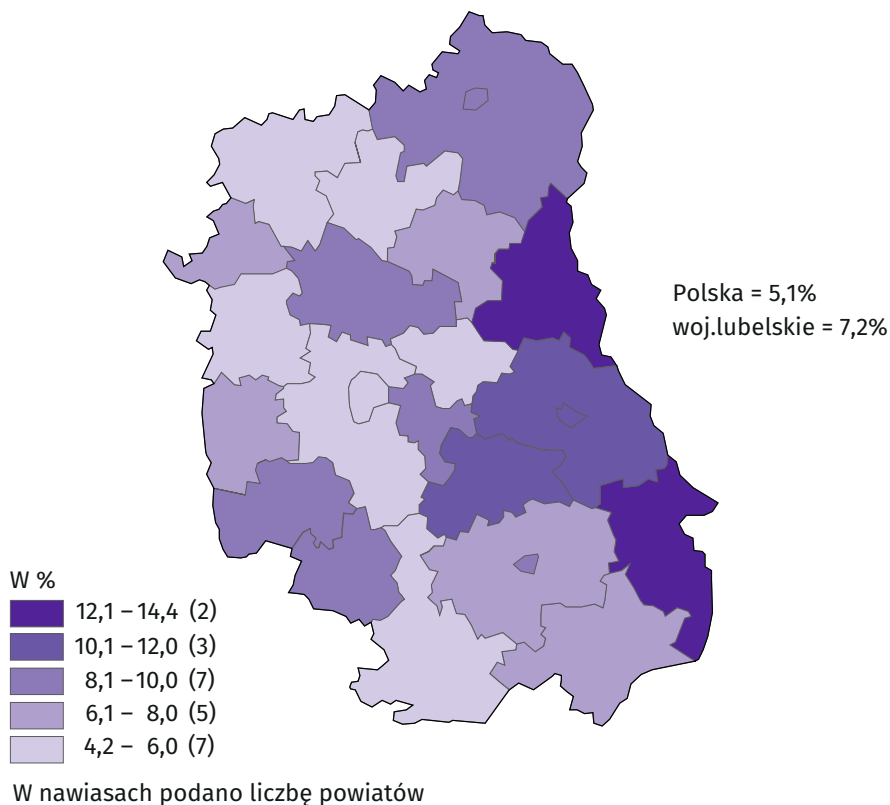 Polska = 5,1%
woj.lubelskie = 7,2%
W %
12,1 – 14,4 (2)
10,1 – 12,0 (3)
8,1 – 10,0 (7)
6,1 – 8,0 (5)
4,2 – 6,0 (7)
W nawiasach podano liczbę powiatów